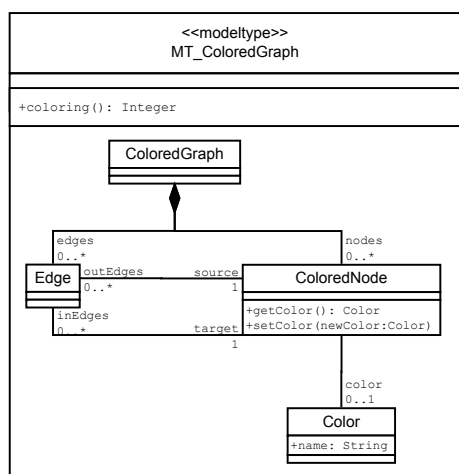 <<modeltype>>
MT_ColoredGraph
+coloring(): Integer
ColoredGraph
edges
0..*
nodes
0..*
Edge
outEdges
0..*
source
1
ColoredNode
+getColor(): Color
+setColor(newColor:Color)
inEdges
0..*
target
1
color
0..1
Color
+name: String